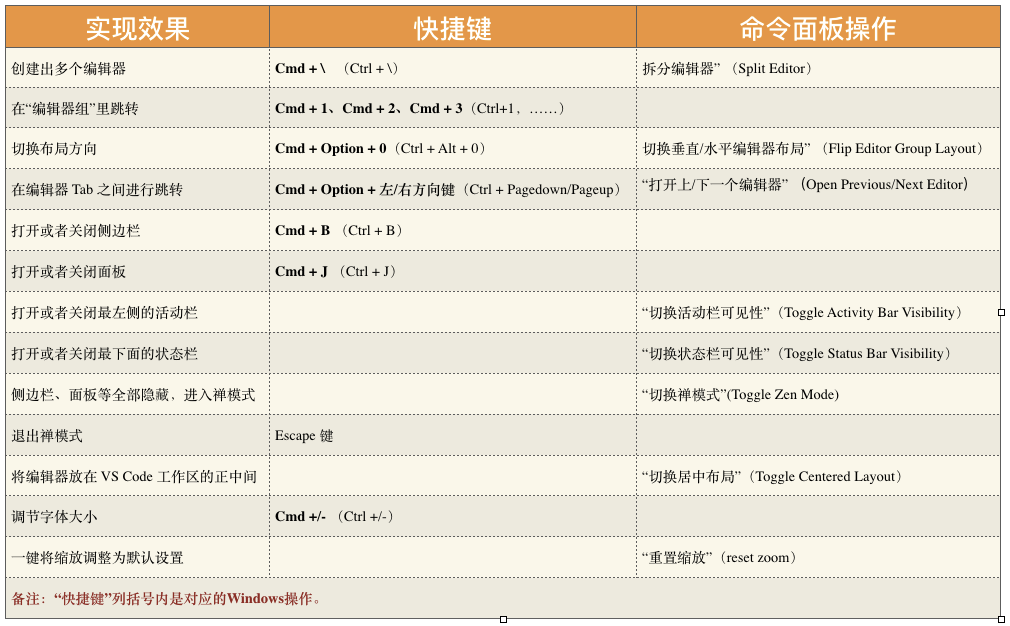 实现效果 快捷键 命令面板操作
创建出多个编辑器 Cmd + \ （Ctrl + \） 拆分编辑器”（Split Editor）
在“编辑器组”里跳转 Cmd + 1、Cmd + 2、Cmd + 3（Ctrl+1，……）
切换布局方向 Cmd + Option + 0（Ctrl + Alt + 0） 切换垂直/水平编辑器布局”（Flip Editor Group Layout）
在编辑器 Tab 之间进行跳转 Cmd + Option + 左/右方向键（Ctrl + Pagedown/Pageup） “打开上/下一个编辑器”（Open Previous/Next Editor）
打开或者关闭侧边栏 Cmd + B （Ctrl + B）
打开或者关闭面板 Cmd + J （Ctrl + J）
打开或者关闭最左侧的活动栏 “切换活动栏可见性”（Toggle Activity Bar Visibility）
打开或者关闭最下面的状态栏 “切换状态栏可见性”（Toggle Status Bar Visibility）
侧边栏、面板等全部隐藏，进入禅模式 “切换禅模式”(Toggle Zen Mode)
退出禅模式 Escape 键
将编辑器放在 VS Code 工作区的正中间 “切换居中布局”（Toggle Centered Layout）
调节字体大小 Cmd +/- （Ctrl +/-）
一键将缩放调整为默认设置 “重置缩放”（reset zoom）
备注：“快捷键”列括号内是对应的Windows操作。